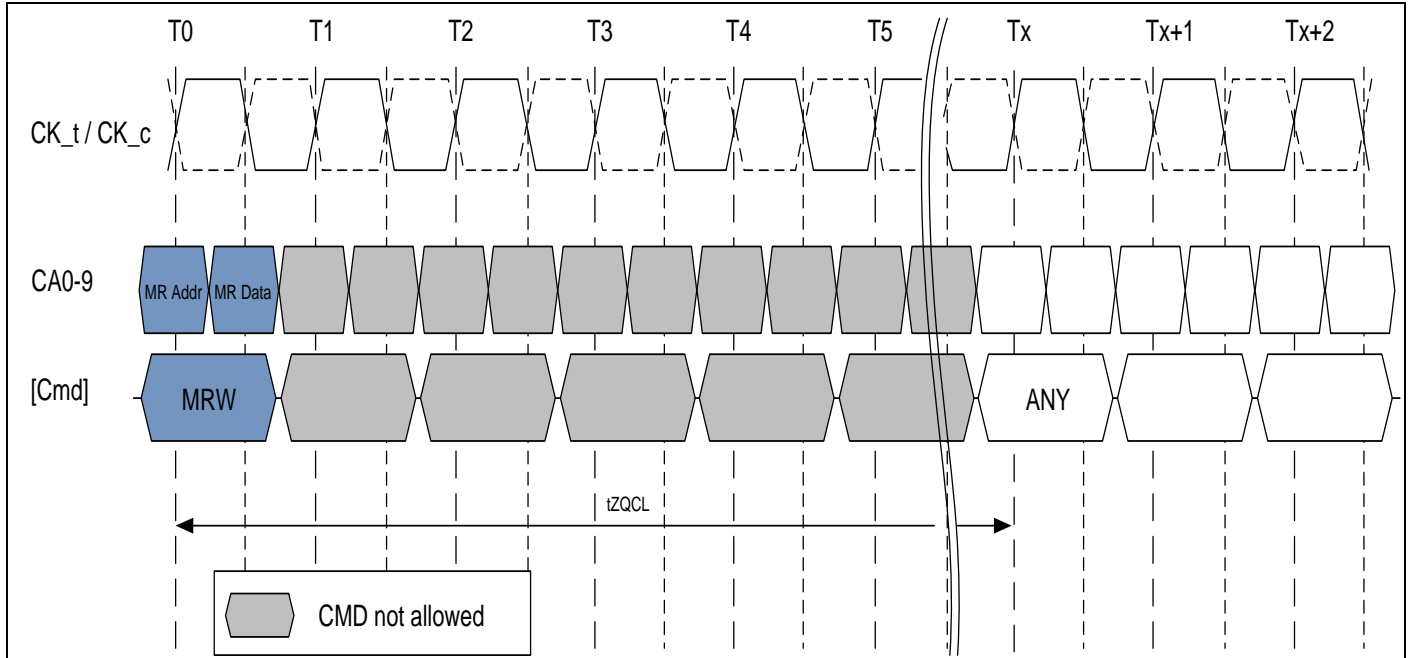 T0 T1 T2 T3 T4 T5 Tx Tx+1 Tx+2
CK_t / CK_c
CA0-9 MR Addr MR Data
[Cmd] MRW ANY
tZQCL
CMD not allowed